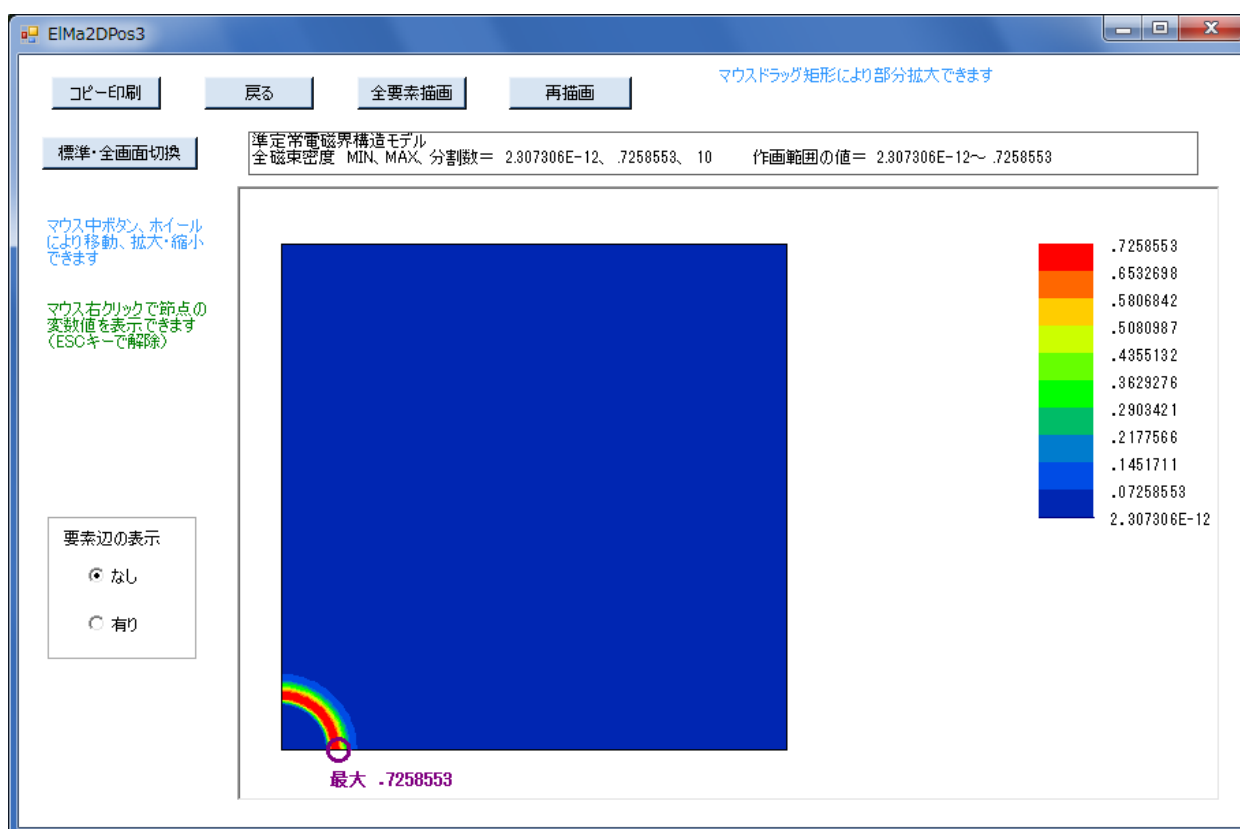 ElMa2DPos3
マウスドラッグ矩形により部分拡大できます
コピー印刷
戻る
全要素描画
再描画
標準・全画面切換
準定常電磁界構造モデル
全磁束密度 MIN、MAX、分割数＝ 2.307306E-12、 .7258553、 10 作画範囲の値＝ 2.307306E-12～ .7258553
マウス中ボタン、ホイール
により移動、拡大・縮小
できます
マウス右クリックで節点の
変数値を表示できます
（ESCキーで解除）
.7258553
.6532698
.5806842
.5080987
.4355132
.3629276
.2903421
.2177566
.1451711
.07258553
2.307306E-12
要素辺の表示
なし
有り
最大 .7258553